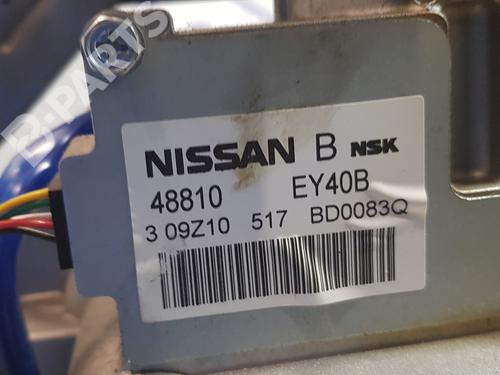 B-PARTS
NISSAN B NSK
48810 EY40B
3 09Z10 517 BD0083Q